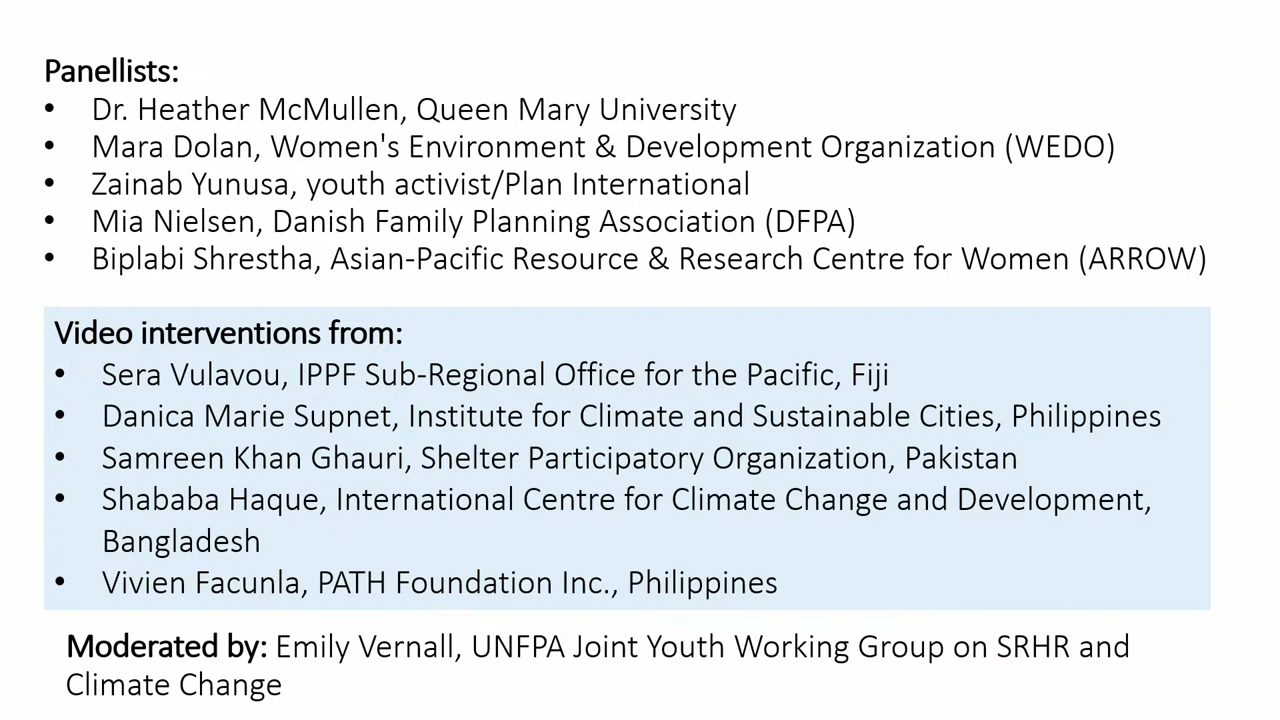 Panellists:
• Dr. Heather McMullen, Queen Mary University
• Mara Dolan, Women's Environment & Development Organization (WEDO)
• Zainab Yunusa, youth activist/Plan International
• Mia Nielsen, Danish Family Planning Association (DFPA)
• Biplabi Shrestha, Asian-Pacific Resource & Research Centre for Women (ARROW)
Video interventions from:
• Sera Vulavou, IPPF Sub-Regional Office for the Pacific, Fiji
• Danica Marie Supnet, Institute for Climate and Sustainable Cities, Philippines
• Samreen Khan Ghauri, Shelter Participatory Organization, Pakistan
• Shababa Haque, International Centre for Climate Change and Development,
Bangladesh
• Vivien Facunla, PATH Foundation Inc., Philippines
Moderated by: Emily Vernall, UNFPA Joint Youth Working Group on SRHR and
Climate Change